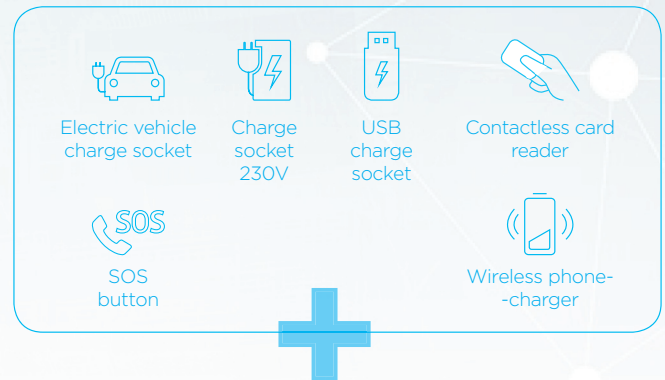 Electric vehicle
charge socket
Charge
socket
230V
USB
charge
socket
Contactless card
reader
SOS
SOS
button
Wireless phone-
-charger